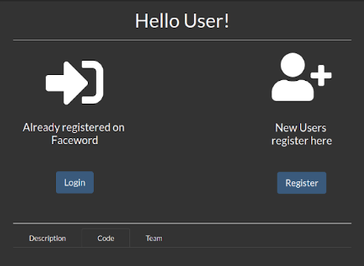 Hello User!
Already registered on
Faceword
New Users
register here
Login
Register
Description
Code
Team